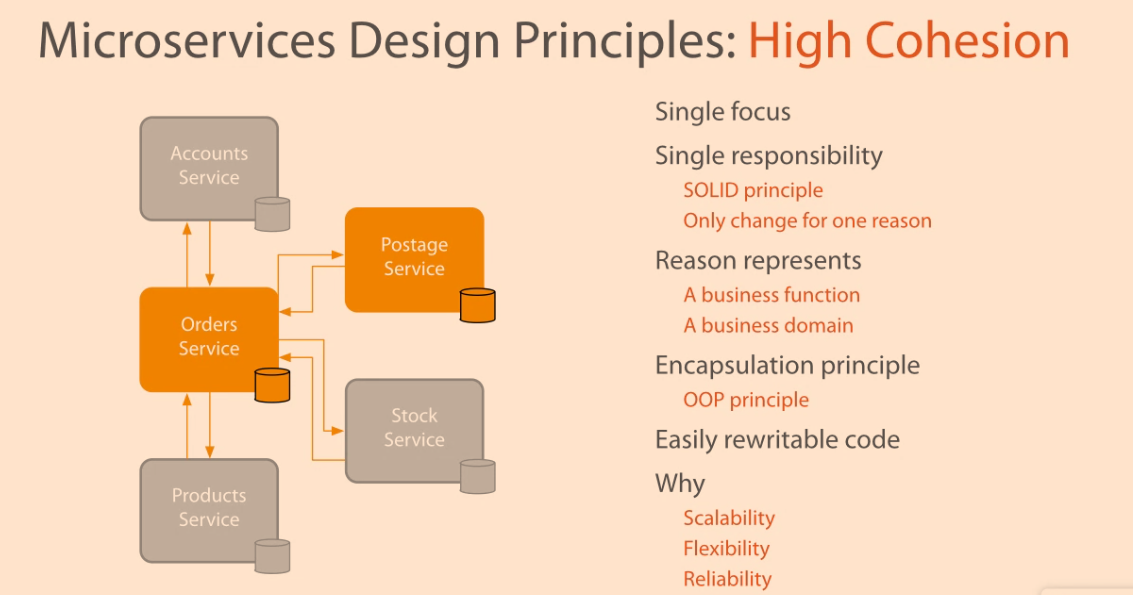 Microservices Design Principles: High Cohesion
Accounts
Service
Postage
Service
Orders
Service
Stock
Service
Products
Service
Single focus
Single responsibility
SOLID principle
Only change for one reason
Reason represents
A business function
A business domain
Encapsulation principle
OOP principle
Easily rewritable code
Why
Scalability
Flexibility
Reliability